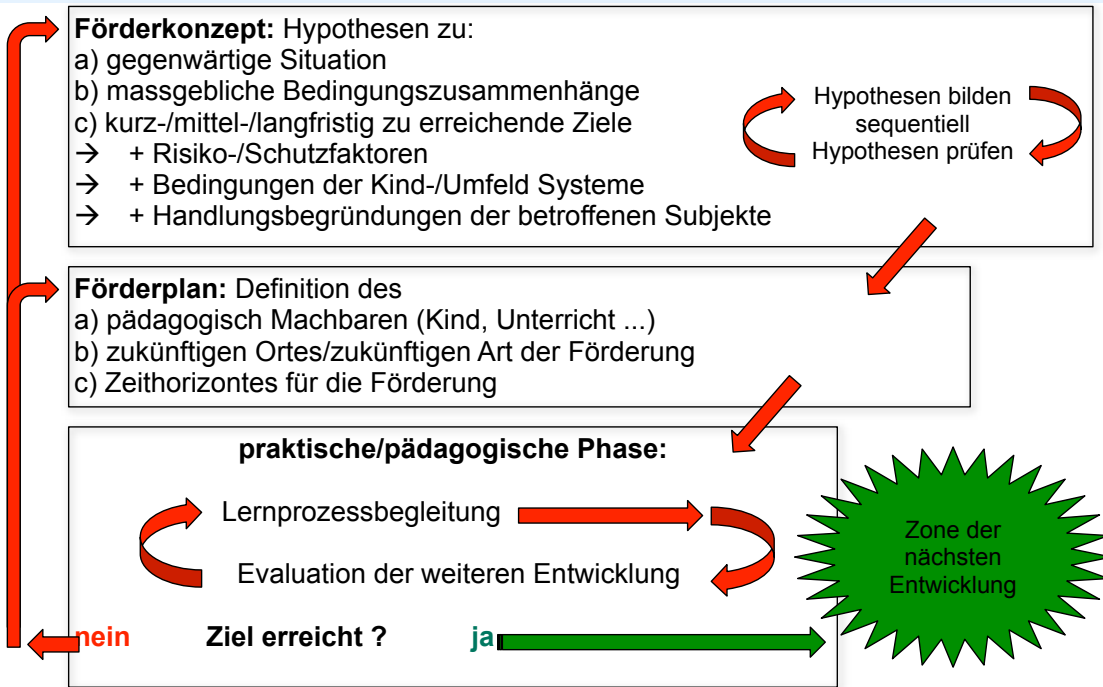 Förderkonzept: Hypothesen zu:
a) gegenwärtige Situation
b) massgebliche Bedingungszusammenhänge
c) kurz-/mittel-/langfristig zu erreichende Ziele
→ + Risiko-/Schutzfaktoren
→ + Bedingungen der Kind-/Umfeld Systeme
→ + Handlungsbegründungen der betroffenen Subjekte
Hypothesen bilden
sequentiell
Hypothesen prüfen
Förderplan: Definition des
a) pädagogisch Machbaren (Kind, Unterricht ...)
b) zukünftigen Ortes/zukünftigen Art der Förderung
c) Zeithorizontes für die Förderung
praktische/pädagogische Phase:
Lernprozessbegleitung
Evaluation der weiteren Entwicklung
nein Ziel erreicht ? ja
Zone der
nächsten
Entwicklung